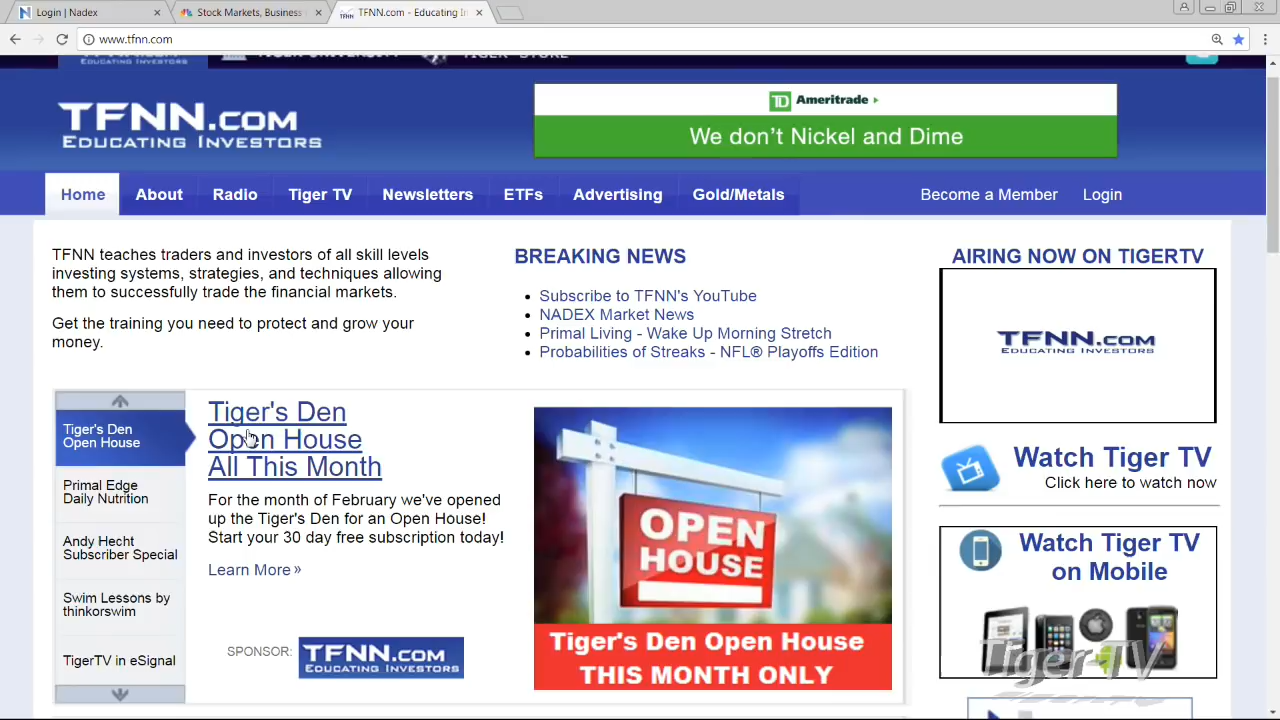 Login | Nadex
Stock Markets, Business
TFNN.com - Educating In
www.tfnn.com
TFNN.COM
EDUCATING INVESTORS
Ameritrade
We don't Nickel and Dime
Home
About
Radio
Tiger TV
Newsletters
ETFs
Advertising
Gold/Metals
Become a Member
Login
TFNN teaches traders and investors of all skill levels
investing systems, strategies, and techniques allowing
them to successfully trade the financial markets.
Get the training you need to protect and grow your
money.
BREAKING NEWS
Subscribe to TFNN's YouTube
NADEX Market News
Primal Living - Wake Up Morning Stretch
Probabilities of Streaks - NFL® Playoffs Edition
AIRING NOW ON TIGERTV
TFNN.COM
EDUCATING INVESTORS
Watch Tiger TV
Click here to watch now
Watch Tiger TV
on Mobile
Tiger TV
Tiger's Den
Open House
Primal Edge
Daily Nutrition
Andy Hecht
Subscriber Special
Swim Lessons by
thinkorswim
TigerTV in eSignal
Tiger's Den
Open House
All This Month
For the month of February we've opened
up the Tiger's Den for an Open House!
Start your 30 day free subscription today!
Learn More »
SPONSOR:
TFNN.COM
EDUCATING INVESTORS
OPEN
HOUSE
Tiger's Den Open House
THIS MONTH ONLY